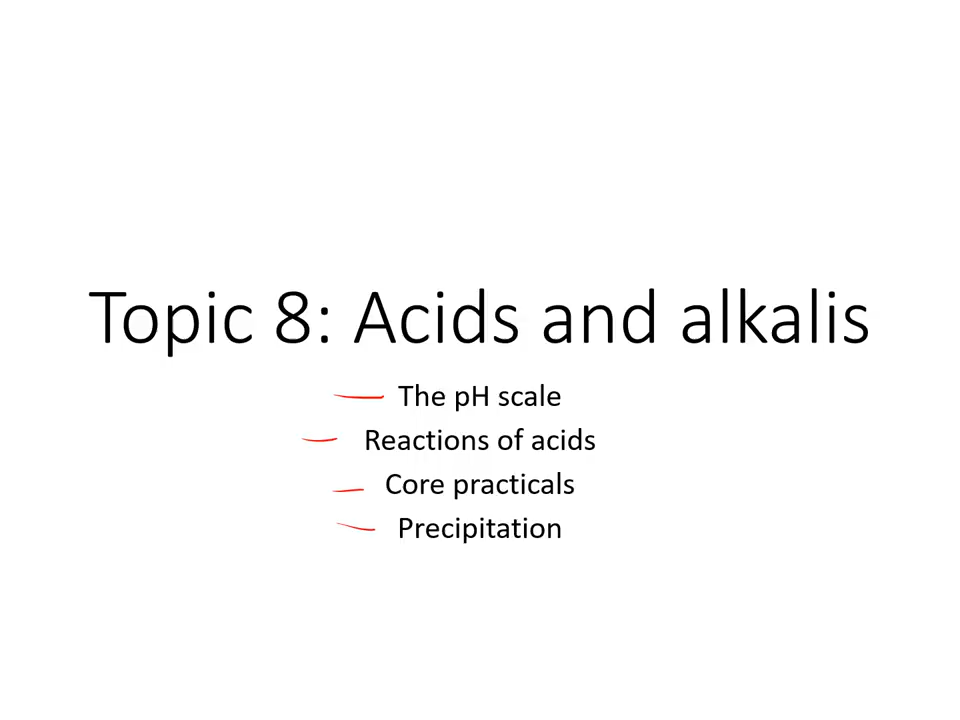 Topic 8: Acids and alkalis
The pH scale
Reactions of acids
Core practicals
Precipitation